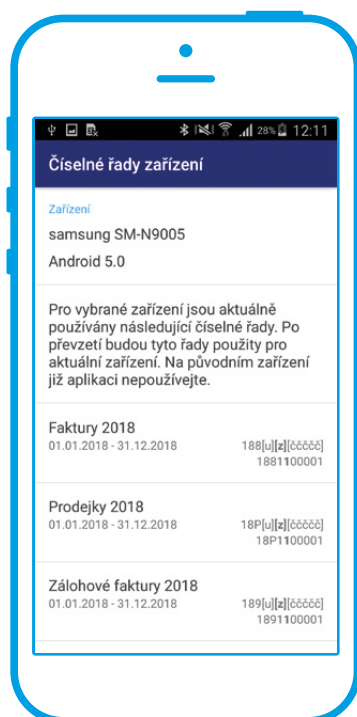 28% 12:11
Číselné řady zařízení
Zařízení
samsung SM-N9005
Android 5.0
Pro vybrané zařízení jsou aktuálně
používány následující číselné řady. Po
převzetí budou tyto řady použity pro
aktuální zařízení. Na původním zařízení
již aplikaci nepoužívejte.
Faktury 2018
01.01.2018 - 31.12.2018 188[u][z][ččččč]
1881100001
Prodejky 2018
01.01.2018 - 31.12.2018 18P[u][z][ččččč]
18P1100001
Zálohové faktury 2018
01.01.2018 - 31.12.2018 189[u][z][ččččč]
1891100001